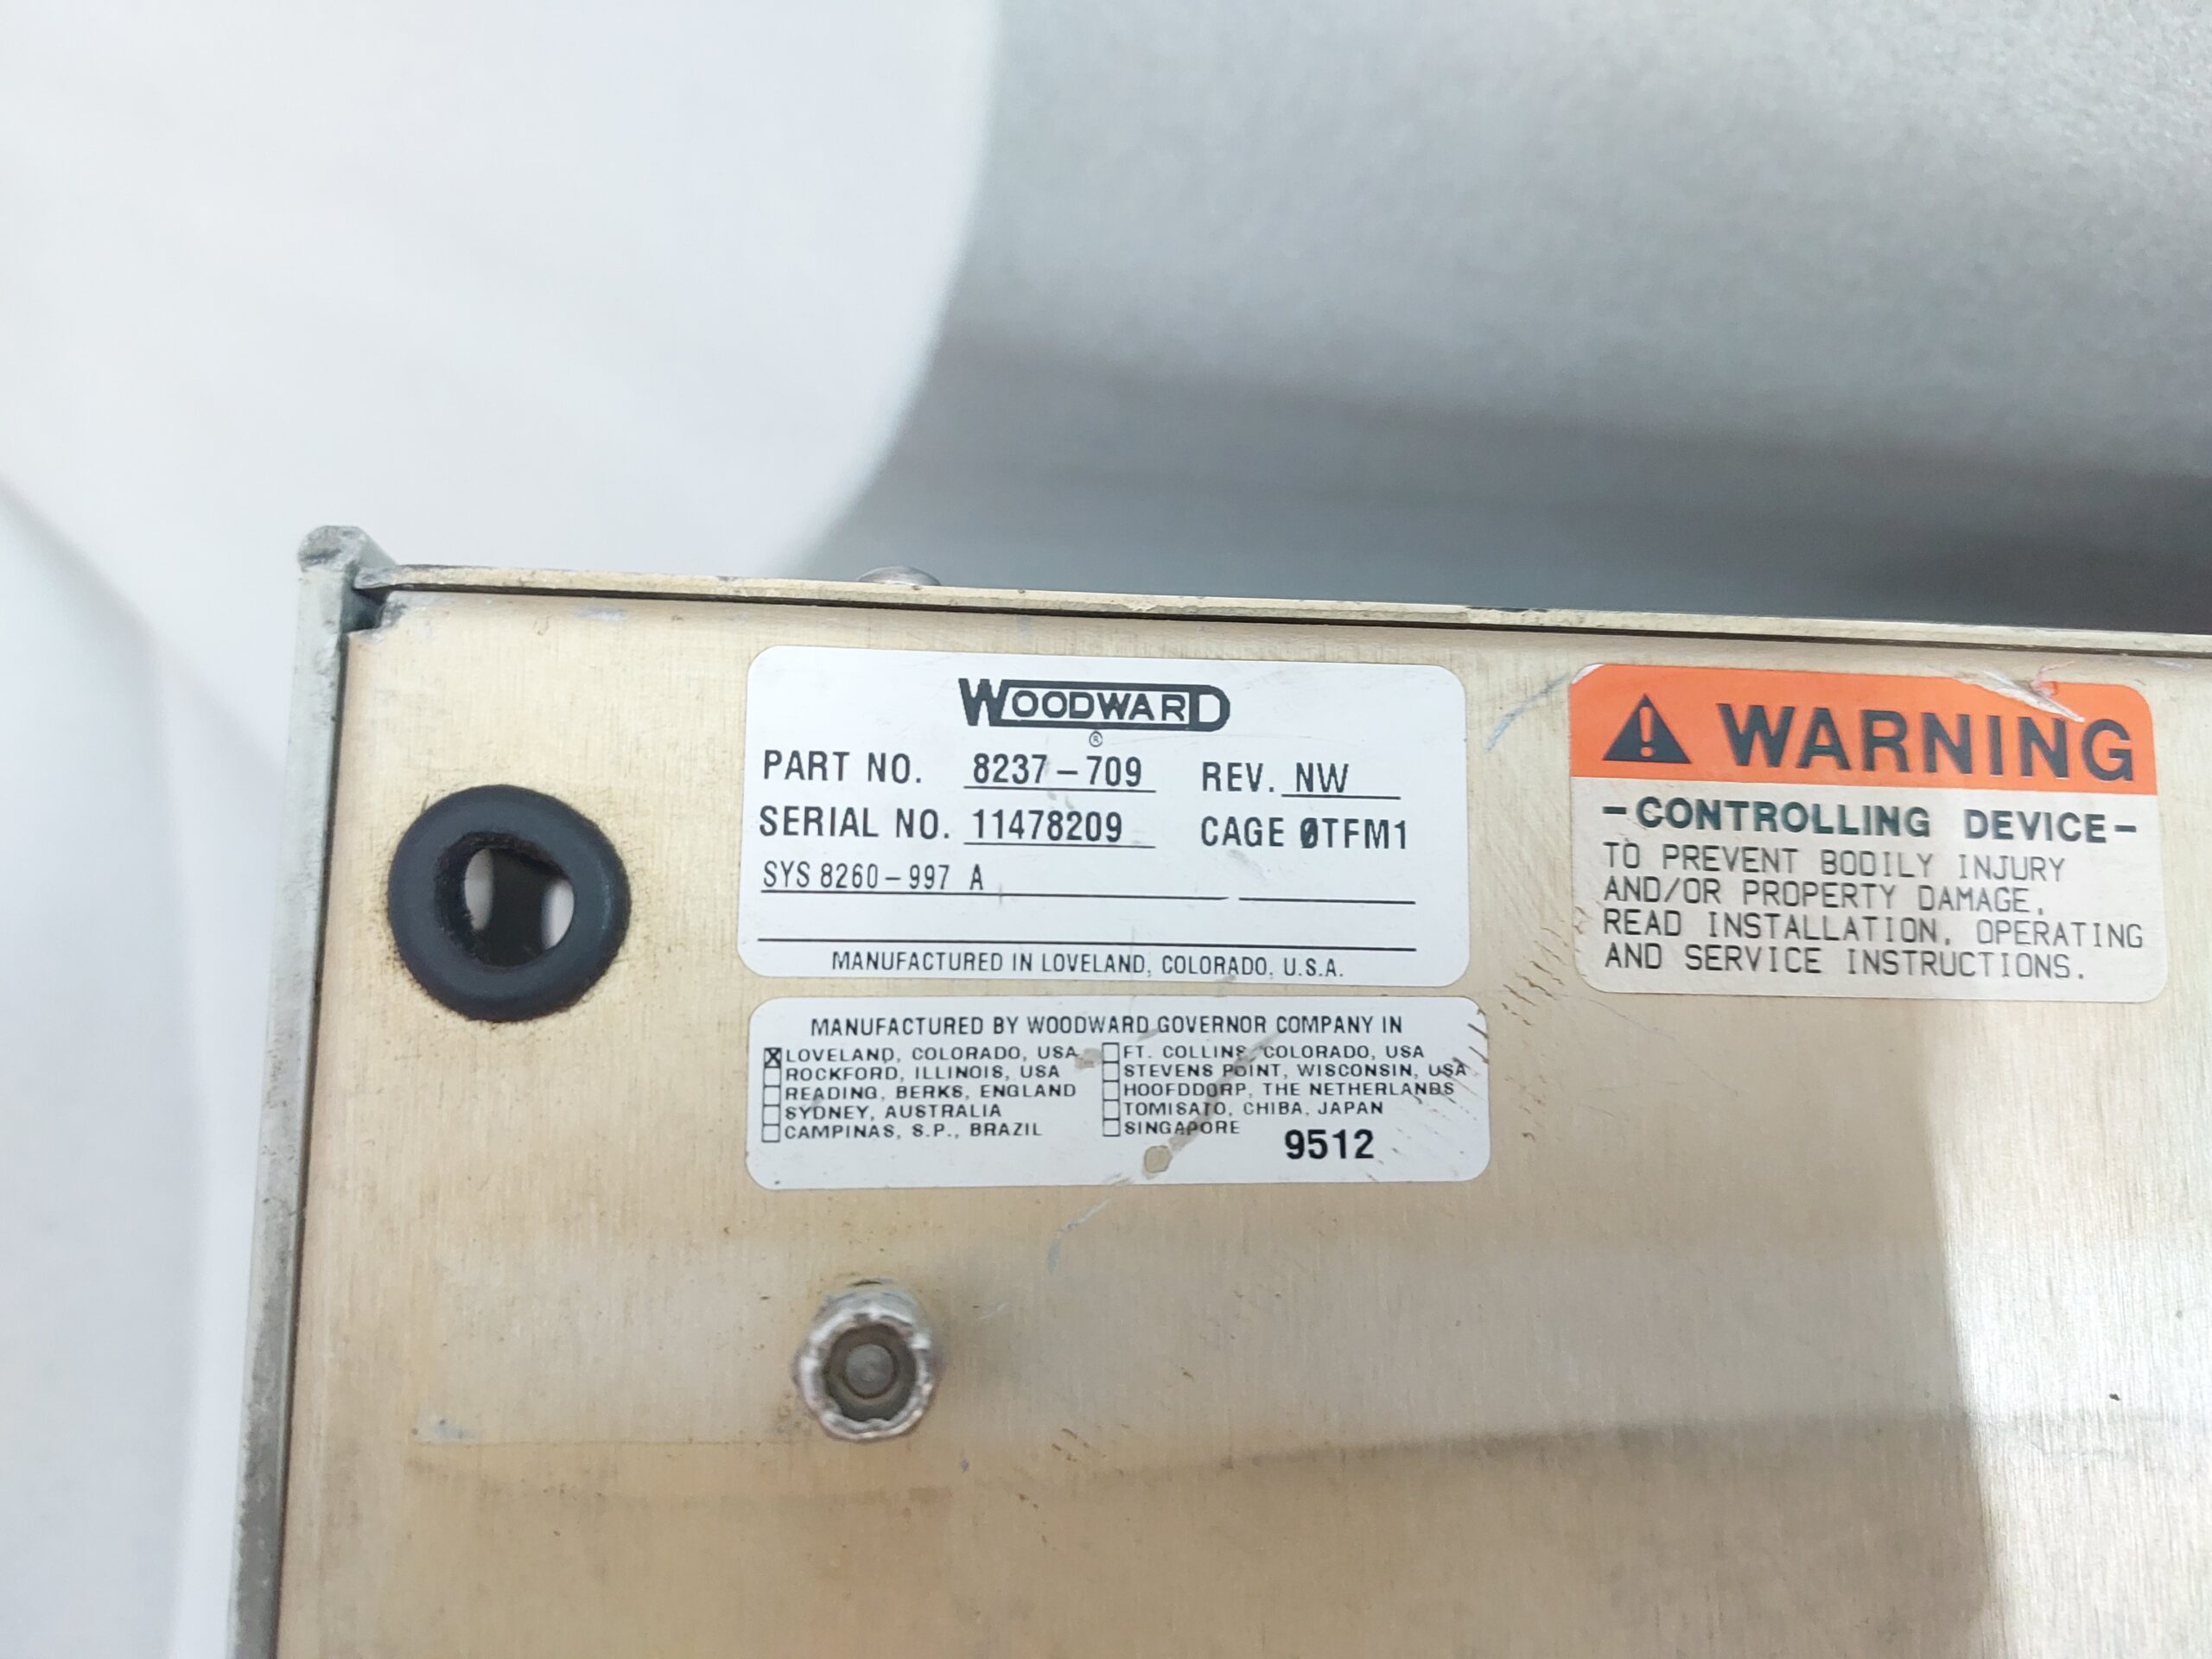 WOODWARD
®
PART NO. 8237-709 REV. NW
SERIAL NO. 11478209 CAGE 0TFM1
SYS 8260-997 A
MANUFACTURED IN LOVELAND, COLORADO, U.S.A.
MANUFACTURED BY WOODWARD GOVERNOR COMPANY IN
☒ LOVELAND, COLORADO, USA ☐ FT. COLLINS, COLORADO, USA
☐ ROCKFORD, ILLINOIS, USA ☐ STEVENS POINT, WISCONSIN, USA
☐ READING, BERKS, ENGLAND ☐ HOOFDDORP, THE NETHERLANDS
☐ SYDNEY, AUSTRALIA ☐ TOMISATO, CHIBA, JAPAN
☐ CAMPINAS, S.P., BRAZIL ☐ SINGAPORE
9512
WARNING
-CONTROLLING DEVICE-
TO PREVENT BODILY INJURY
AND/OR PROPERTY DAMAGE,
READ INSTALLATION, OPERATING
AND SERVICE INSTRUCTIONS.